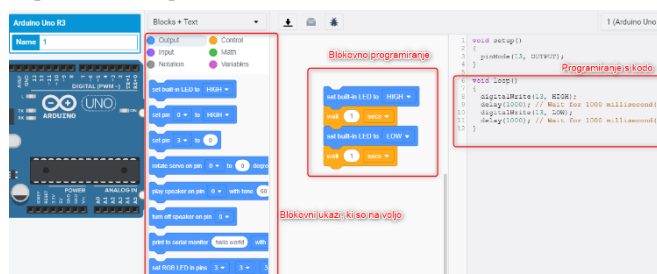 Arduino Uno R3
Name 1
DIGITAL (PWM ~)
UNO
ARDUINO
POWER
ANALOG IN
Blocks + Text
1 (Arduino Uno
Output
Control
Input
Math
Notation
Variables
set built-in LED to HIGH
set pin 0 to HIGH
set pin 3 to 0
rotate servo on pin 0 to 0 degre
play speaker on pin 0 with tone 60
turn off speaker on pin 0
print to serial monitor hello world with
set RGB LED in pins 3 3 3
Blokovni ukazi, ki so na voljo
Blokovno programiranje
set built-in LED to HIGH
wait 1 secs
set built-in LED to LOW
wait 1 secs
Programiranje s kodo
1 void setup()
2 {
3 pinMode(13, OUTPUT);
4 }
6 void loop()
7 {
8 digitalWrite(13, HIGH);
9 delay(1000); // Wait for 1000 millisecond(
10 digitalWrite(13, LOW);
11 delay(1000); // Wait for 1000 millisecond(
12 }